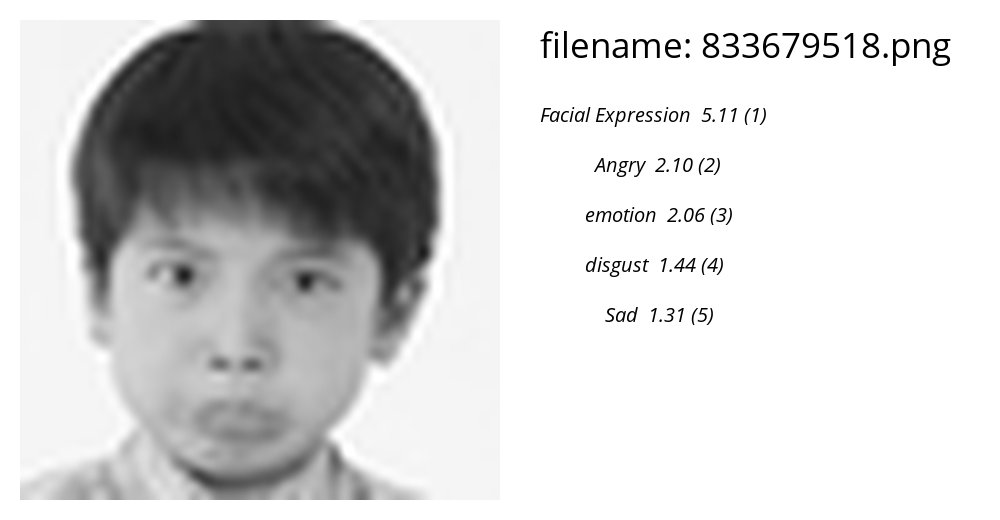 filename: 833679518.png
Facial Expression 5.11 (1)
Angry 2.10 (2)
emotion 2.06 (3)
disgust 1.44 (4)
Sad 1.31 (5)